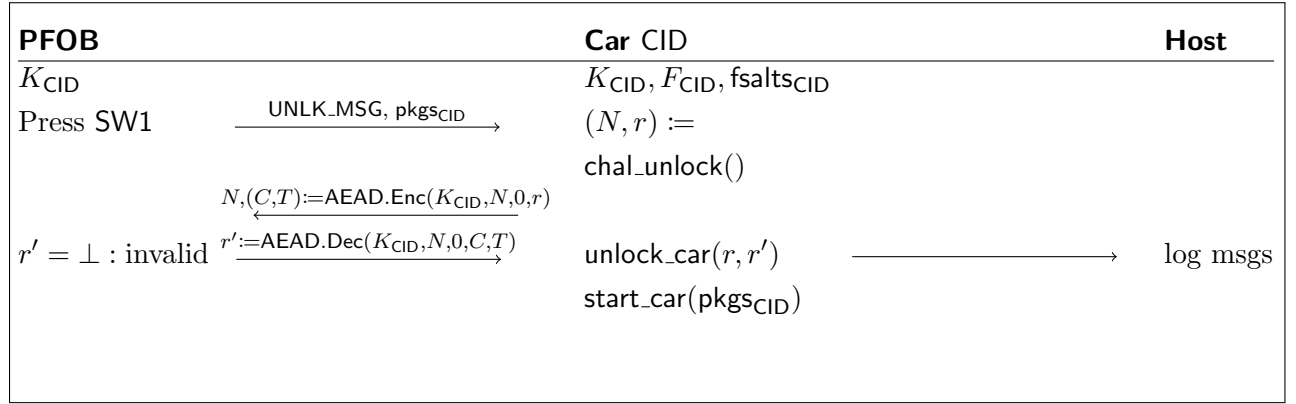 PFOB Car CID Host
K_CID K_CID, F_CID, fsalts_CID
Press SW1 UNLK_MSG, pkgs_CID (N, r) :=
chal_unlock()
N,(C,T):=AEAD.Enc(K_CID,N,0,r)
r′ = ⊥ : invalid r′:=AEAD.Dec(K_CID,N,0,C,T) unlock_car(r, r′) log msgs
start_car(pkgs_CID)